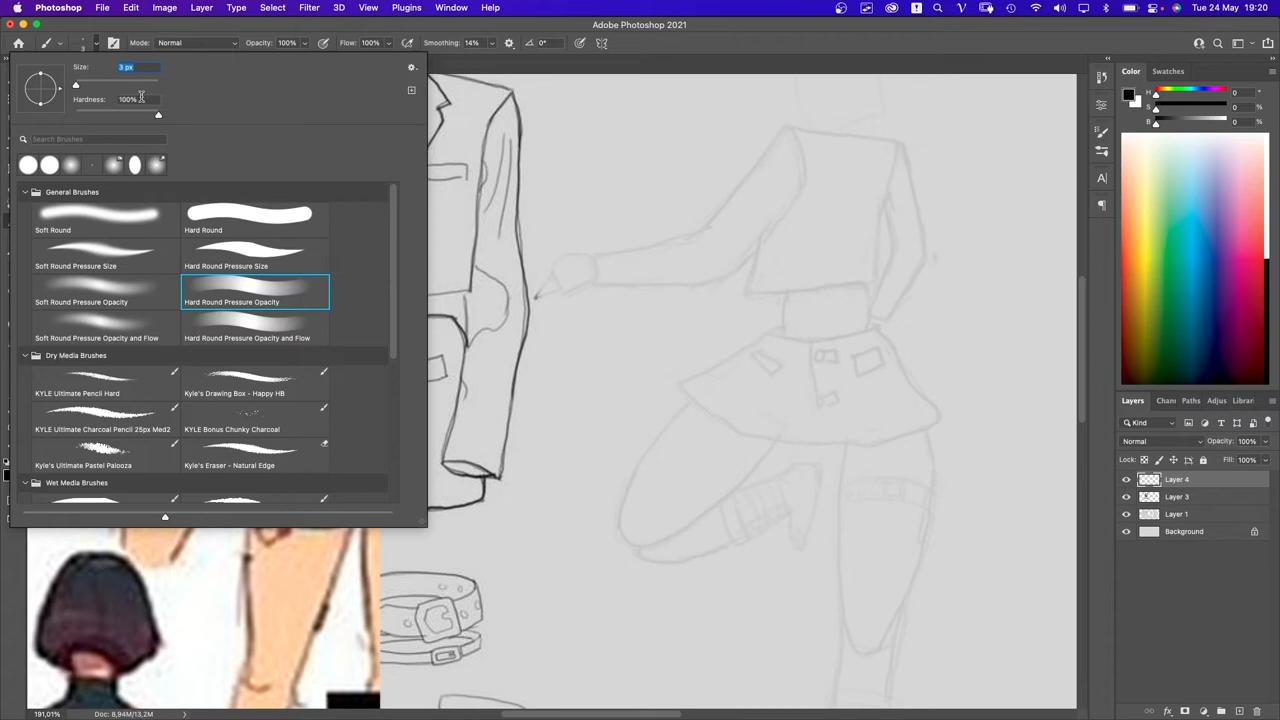 Photoshop File Edit Image Layer Type Select Filter 3D View Plugins Window Help Tue 24 May 19:20
Adobe Photoshop 2021
3 Mode: Normal Opacity: 100% Flow: 100% Smoothing: 14% 0°
Size: 3 px
Hardness: 100%
Search Brushes
General Brushes
Soft Round Hard Round
Soft Round Pressure Size Hard Round Pressure Size
Soft Round Pressure Opacity Hard Round Pressure Opacity
Soft Round Pressure Opacity and Flow Hard Round Pressure Opacity and Flow
Dry Media Brushes
KYLE Ultimate Pencil Hard Kyle's Drawing Box - Happy HB
KYLE Ultimate Charcoal Pencil 25px Med2 KYLE Bonus Chunky Charcoal
Kyle's Ultimate Pastel Palooza Kyle's Eraser - Natural Edge
Wet Media Brushes
Color Swatches
H 0 °
S 0 %
B 0 %
Layers Chann Paths Adjus Librari
Kind
Normal Opacity: 100%
Lock: Fill: 100%
Layer 4
Layer 3
Layer 1
Background
191,01% Doc: 8,94M/13,2M